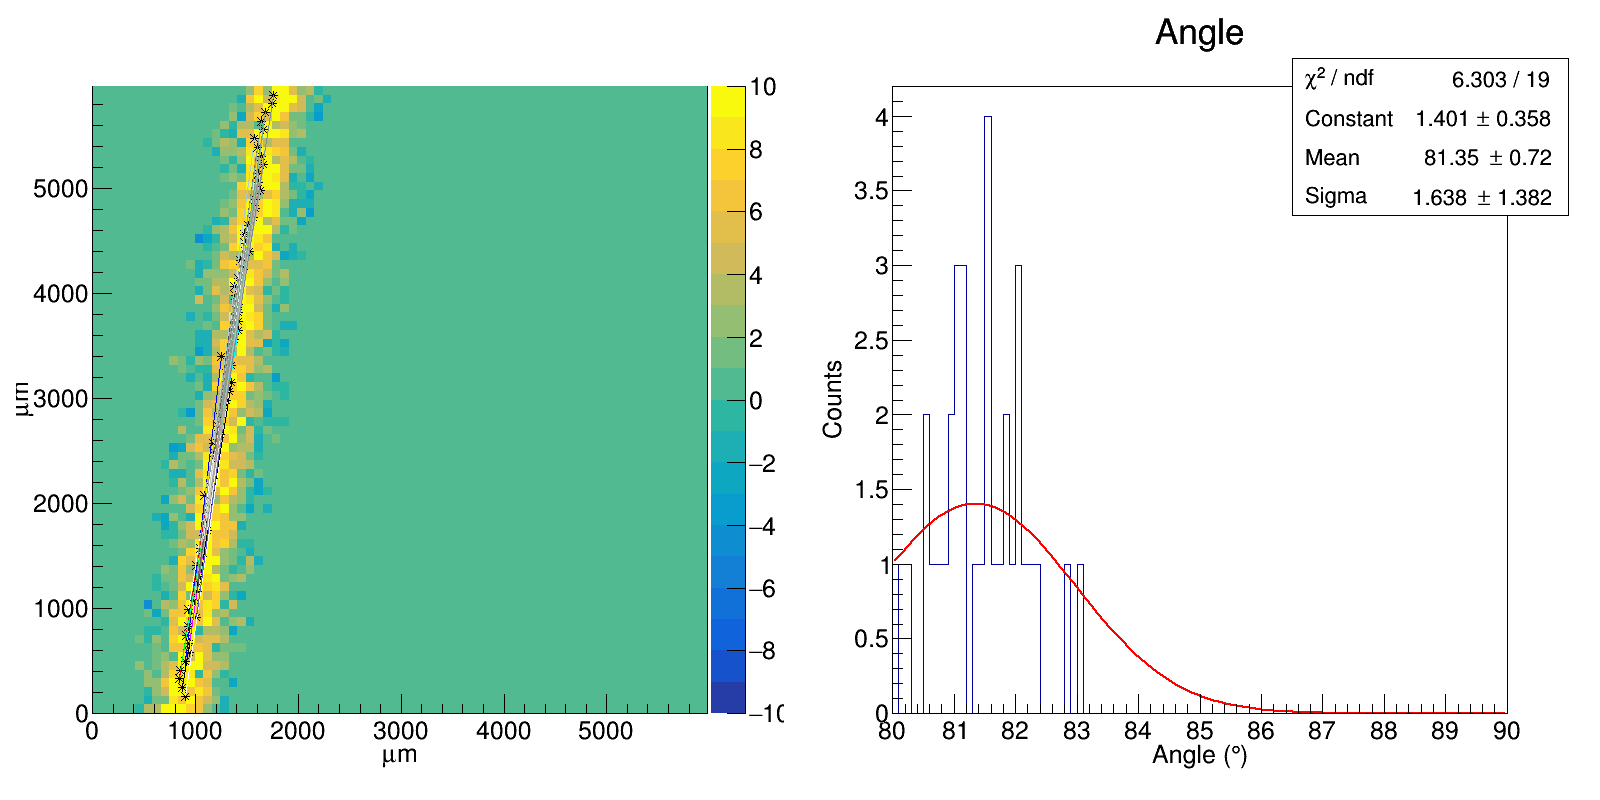 Angle
χ² / ndf 6.303 / 19
Constant 1.401 ± 0.358
Mean 81.35 ± 0.72
Sigma 1.638 ± 1.382
μm
5000
4000
3000
2000
1000
0
0 1000 2000 3000 4000 5000
μm
10
8
6
4
2
0
−2
−4
−6
−8
−10
Counts
4
3.5
3
2.5
2
1.5
1
0.5
0
80 81 82 83 84 85 86 87 88 89 90
Angle (°)